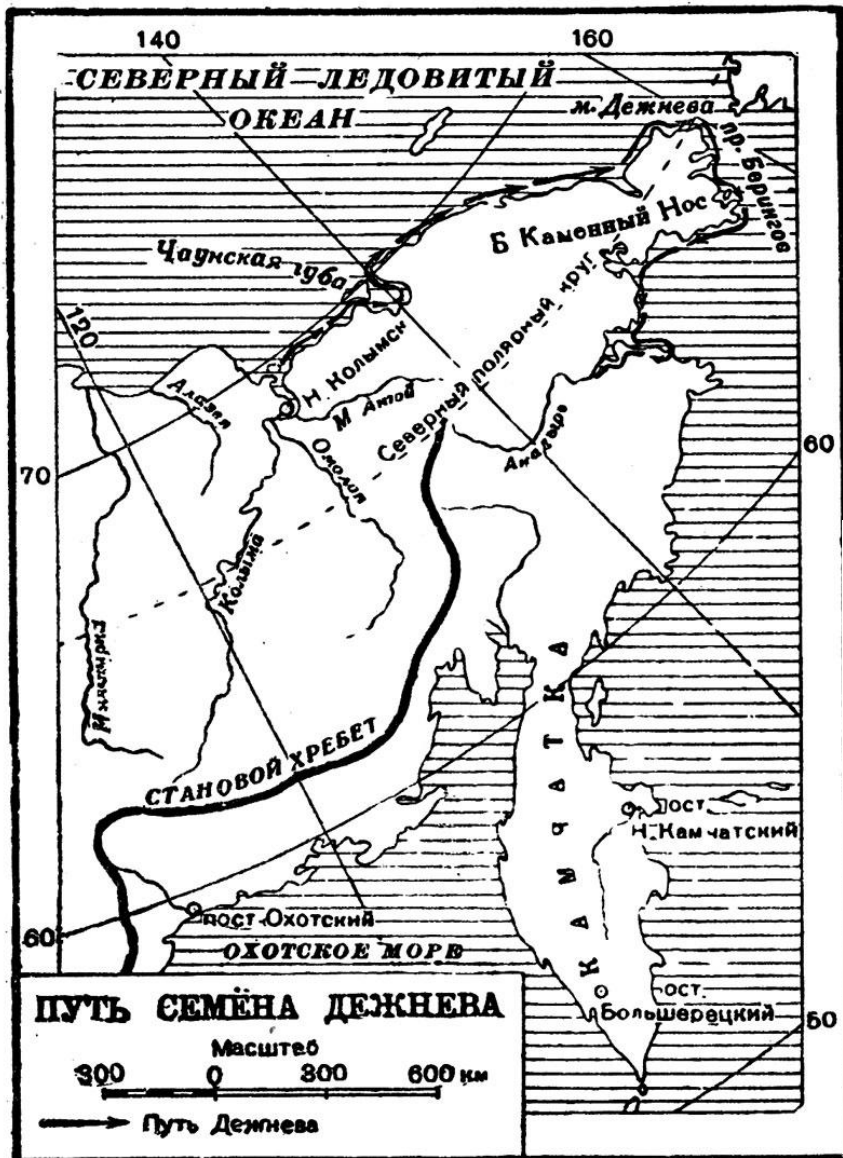 140
160
СЕВЕРНЫЙ ЛЕДОВИТЫЙ
ОКЕАН
м. Дежнева
пр. Берингов
Б Каменный Нос
Чаунская губа
120
Н. Колымск
М Анюй
Северный полярный круг
Алазея
Омолон
Анадырь
70
60
Колыма
Индигирка
СТАНОВОЙ ХРЕБЕТ
КАМЧАТКА
ост.
Н. Камчатский
пост. Охотский
60
ОХОТСКОЕ МОРЕ
ост.
Большерецкий
50
ПУТЬ СЕМЁНА ДЕЖНЕВА
Масштаб
300 0 300 600 км
Путь Дежнева